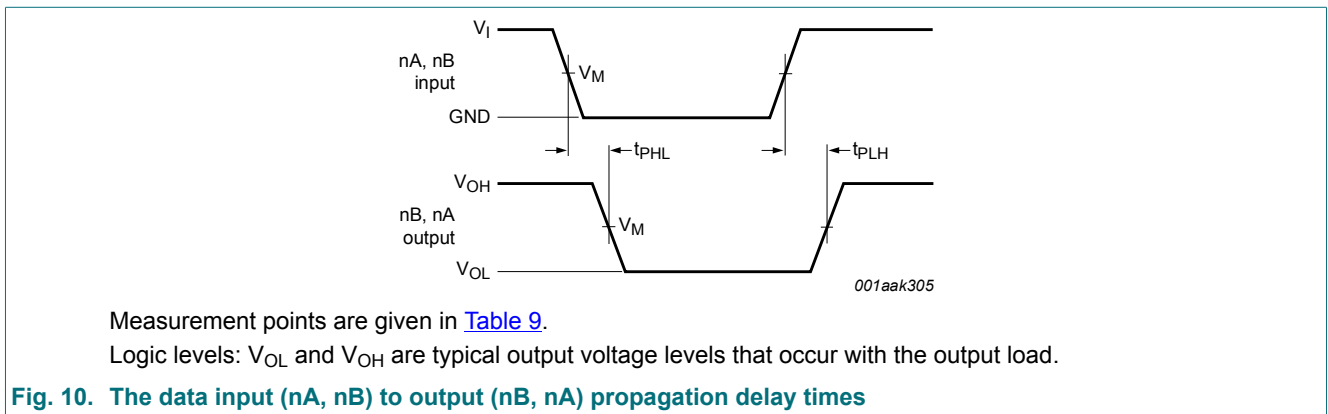 V_I
nA, nB
input
V_M
GND
t_PHL
t_PLH
V_OH
nB, nA
output
V_M
V_OL
001aak305
Measurement points are given in Table 9.
Logic levels: V_OL and V_OH are typical output voltage levels that occur with the output load.
Fig. 10. The data input (nA, nB) to output (nB, nA) propagation delay times